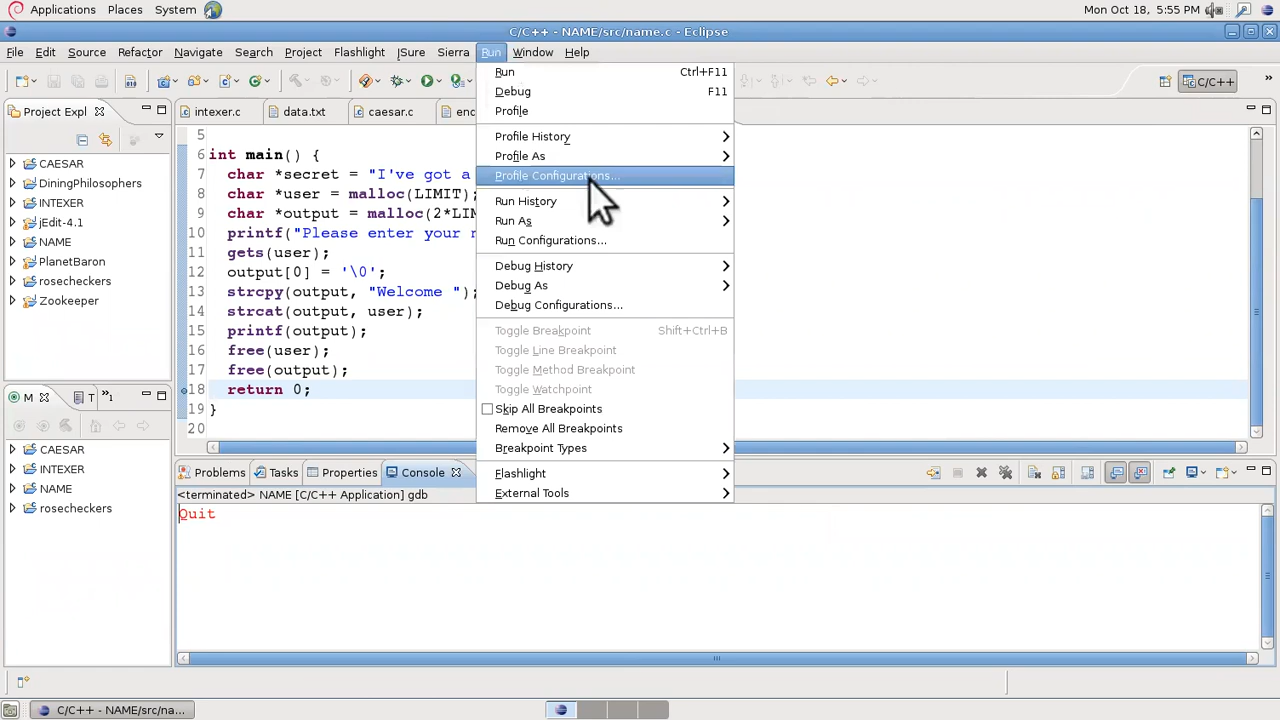 Applications Places System
Mon Oct 18, 5:55 PM
C/C++ - NAME/src/name.c - Eclipse
File Edit Source Refactor Navigate Search Project Flashlight JSure Sierra Run Window Help
C/C++
Project Expl
CAESAR
DiningPhilosophers
INTEXER
jEdit-4.1
NAME
PlanetBaron
rosecheckers
Zookeeper
M T »1
CAESAR
INTEXER
NAME
rosecheckers
intexer.c data.txt caesar.c enc
5
6 int main() {
7 char *secret = "I've got a
8 char *user = malloc(LIMIT);
9 char *output = malloc(2*LIM
10 printf("Please enter your n
11 gets(user);
12 output[0] = '\0';
13 strcpy(output, "Welcome ");
14 strcat(output, user);
15 printf(output);
16 free(user);
17 free(output);
18 return 0;
19 }
20
Run Ctrl+F11
Debug F11
Profile
Profile History
Profile As
Profile Configurations...
Run History
Run As
Run Configurations...
Debug History
Debug As
Debug Configurations...
Toggle Breakpoint Shift+Ctrl+B
Toggle Line Breakpoint
Toggle Method Breakpoint
Toggle Watchpoint
Skip All Breakpoints
Remove All Breakpoints
Breakpoint Types
Flashlight
External Tools
Problems Tasks Properties Console
<terminated> NAME [C/C++ Application] gdb
Quit
C/C++ - NAME/src/na...